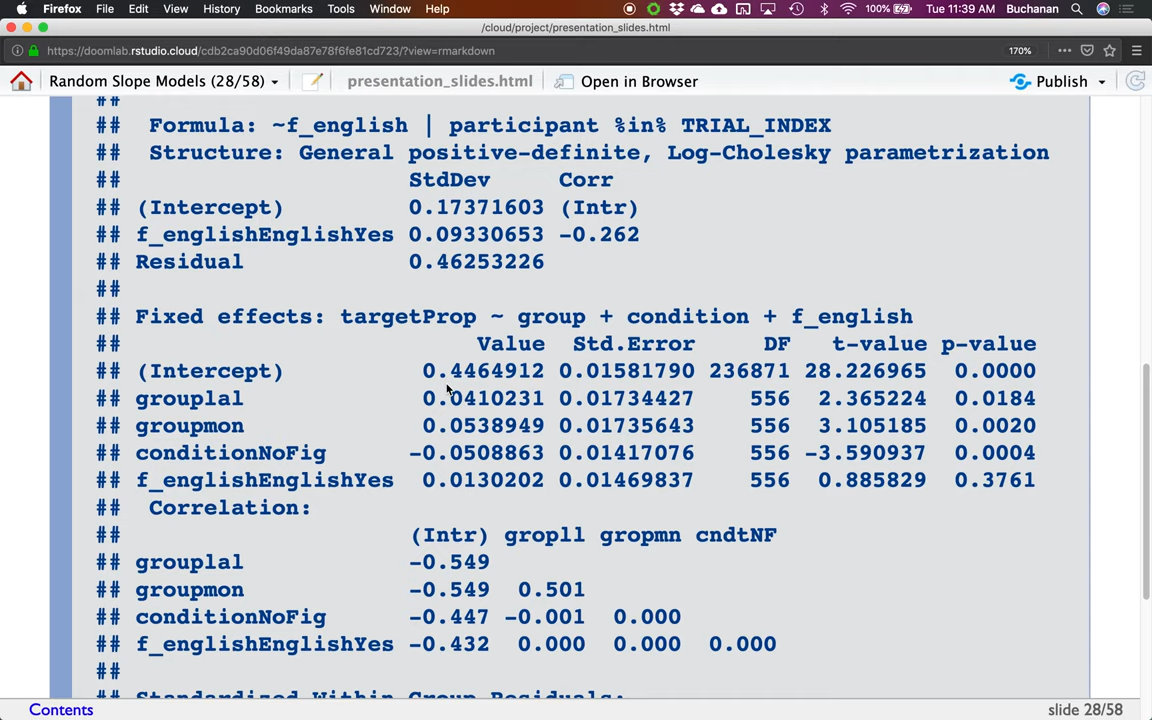 Firefox File Edit View History Bookmarks Tools Window Help 100% Tue 11:39 AM Buchanan
/cloud/project/presentation_slides.html
https://doomlab.rstudio.cloud/cdb2ca90d06f49da87e78f6fe81cd723/?view=rmarkdown 170%
Random Slope Models (28/58) presentation_slides.html Open in Browser Publish
##
## Formula: ~f_english | participant %in% TRIAL_INDEX
## Structure: General positive-definite, Log-Cholesky parametrization
## StdDev Corr
## (Intercept) 0.17371603 (Intr)
## f_englishEnglishYes 0.09330653 -0.262
## Residual 0.46253226
##
## Fixed effects: targetProp ~ group + condition + f_english
## Value Std.Error DF t-value p-value
## (Intercept) 0.4464912 0.01581790 236871 28.226965 0.0000
## grouplal 0.0410231 0.01734427 556 2.365224 0.0184
## groupmon 0.0538949 0.01735643 556 3.105185 0.0020
## conditionNoFig -0.0508863 0.01417076 556 -3.590937 0.0004
## f_englishEnglishYes 0.0130202 0.01469837 556 0.885829 0.3761
## Correlation:
## (Intr) gropll gropmn cndtNF
## grouplal -0.549
## groupmon -0.549 0.501
## conditionNoFig -0.447 -0.001 0.000
## f_englishEnglishYes -0.432 0.000 0.000 0.000
##
## Standardized Within-Group Residuals:
Contents slide 28/58